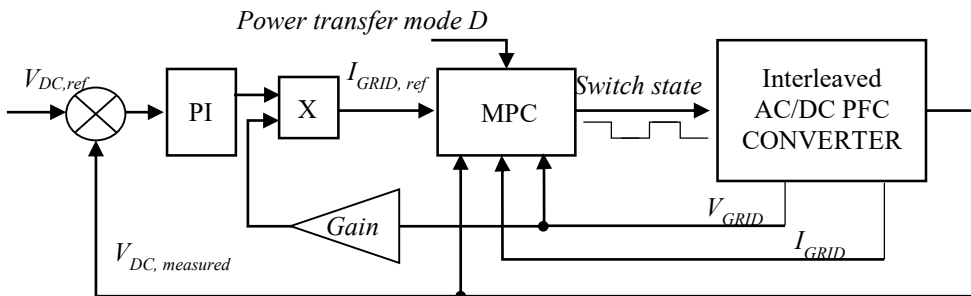 Power transfer mode D
V_DC,ref
PI
X
I_GRID, ref
MPC
Switch state
Interleaved
AC/DC PFC
CONVERTER
Gain
V_GRID
I_GRID
V_DC, measured